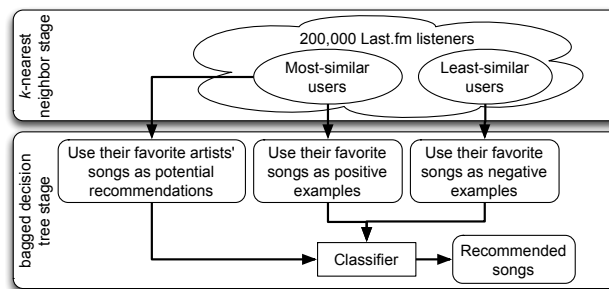 k-nearest
neighbor stage
200,000 Last.fm listeners
Most-similar
users
Least-similar
users
bagged decision
tree stage
Use their favorite artists'
songs as potential
recommendations
Use their favorite
songs as positive
examples
Use their favorite
songs as negative
examples
Classifier
Recommended
songs